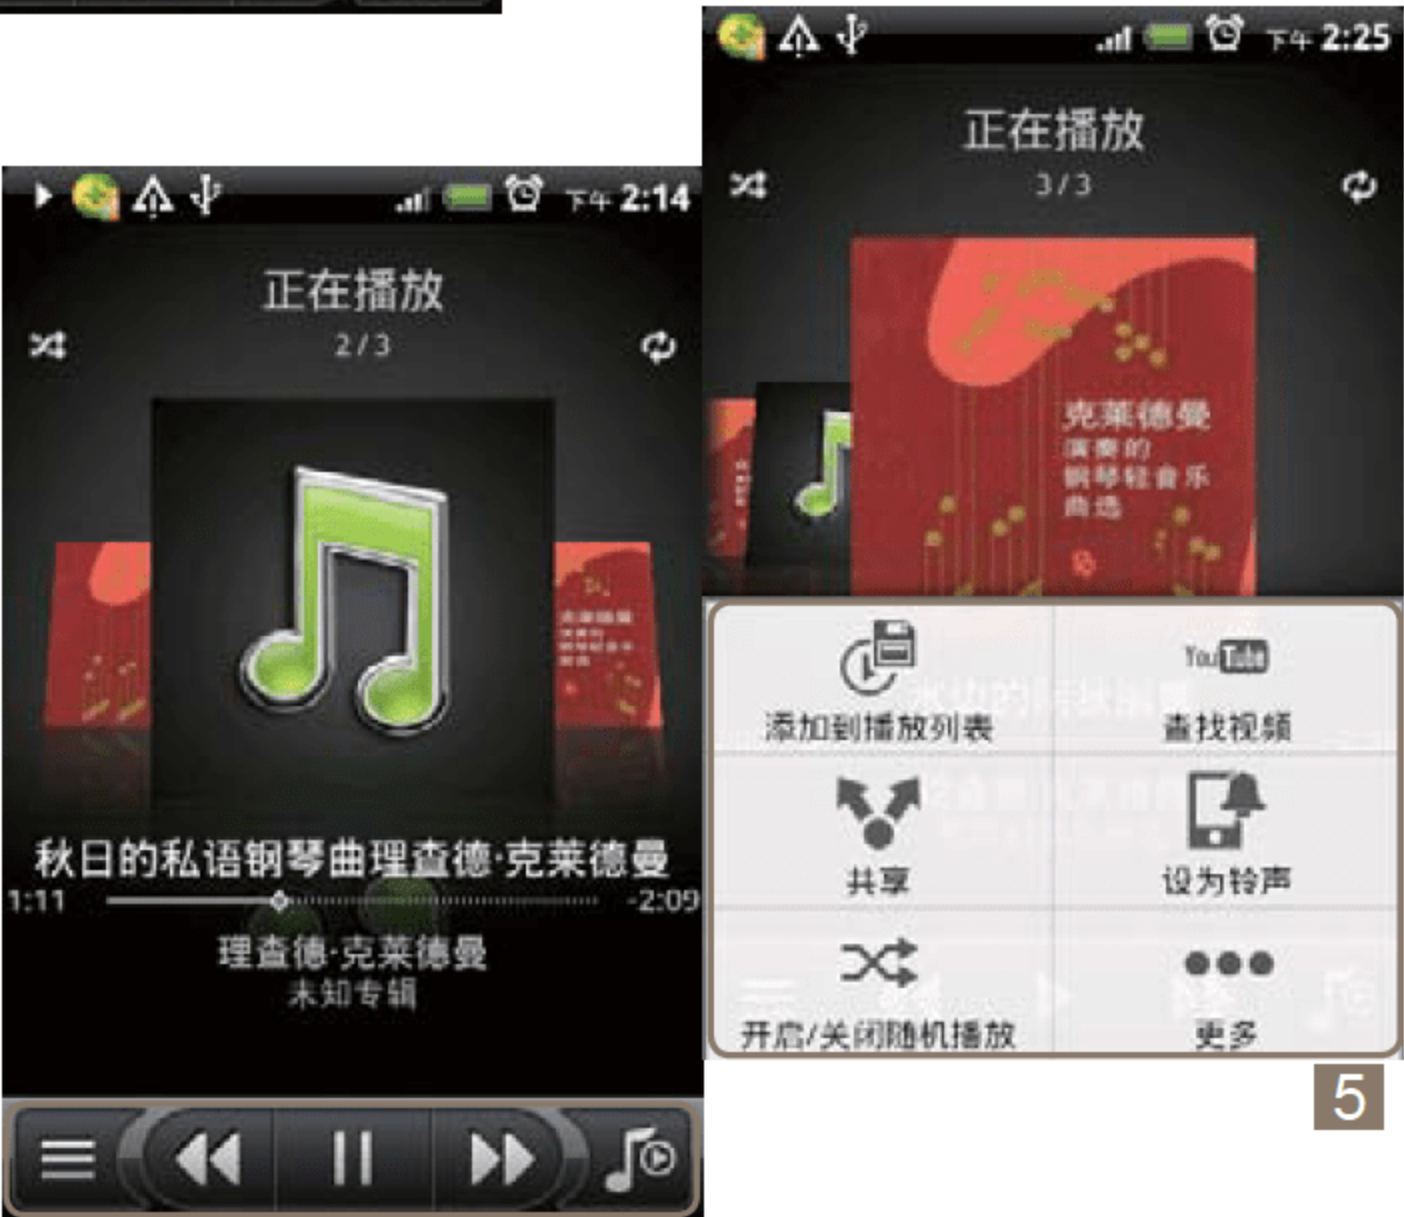 下午 2:14
正在播放
2/3
秋日的私语钢琴曲理查德·克莱德曼
1:11
-2:09
理查德·克莱德曼
未知专辑
下午 2:25
正在播放
3/3
克莱德曼
演奏的
钢琴轻音乐
曲选
添加到播放列表
YouTube
查找视频
共享
设为铃声
开启/关闭随机播放
更多
5